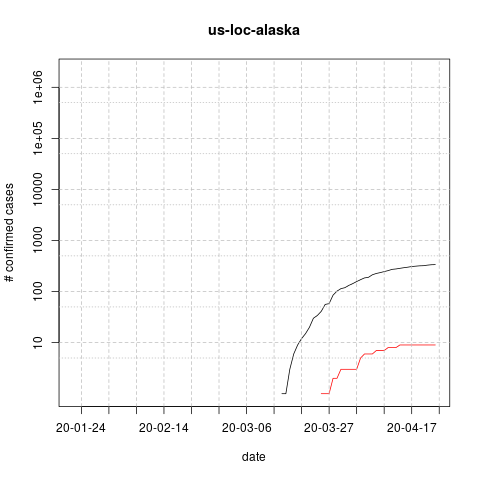 us-loc-alaska
# confirmed cases
1e+06
1e+05
10000
1000
100
10
20-01-24
20-02-14
20-03-06
20-03-27
20-04-17
date